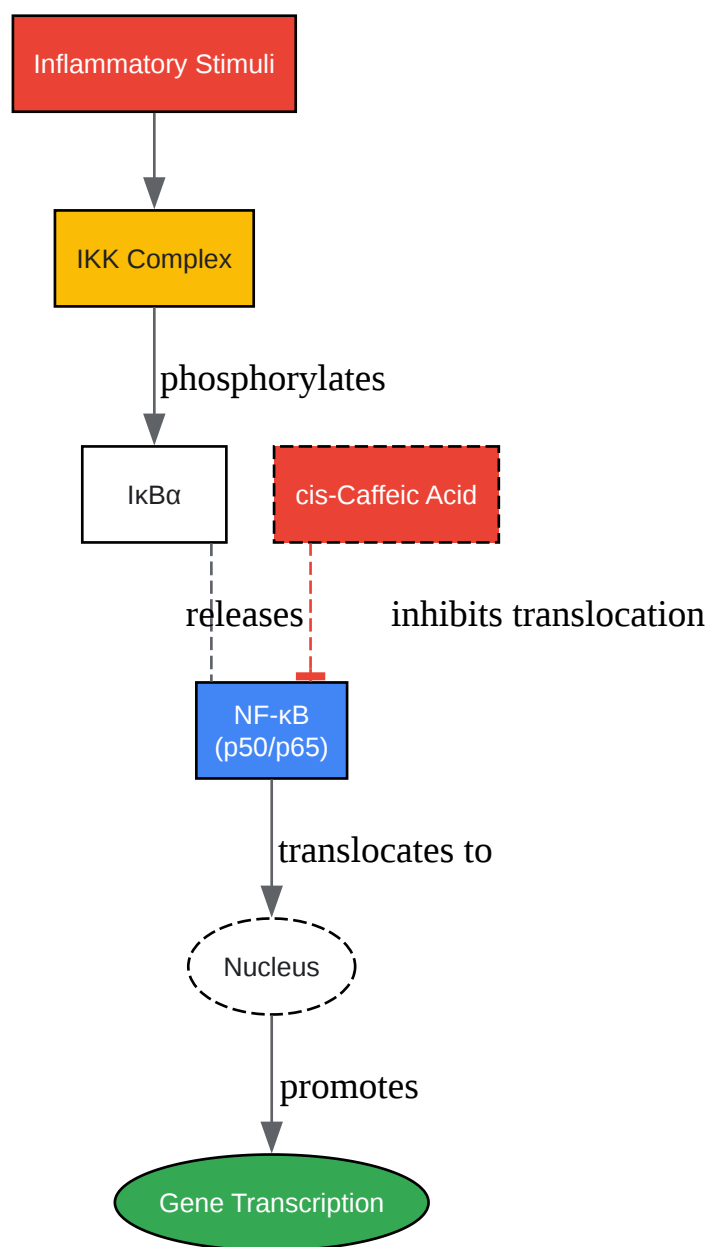 Inflammatory Stimuli
IKK Complex
phosphorylates
IκBα
cis-Caffeic Acid
releases
inhibits translocation
NF-κB
(p50/p65)
translocates to
Nucleus
promotes
Gene Transcription